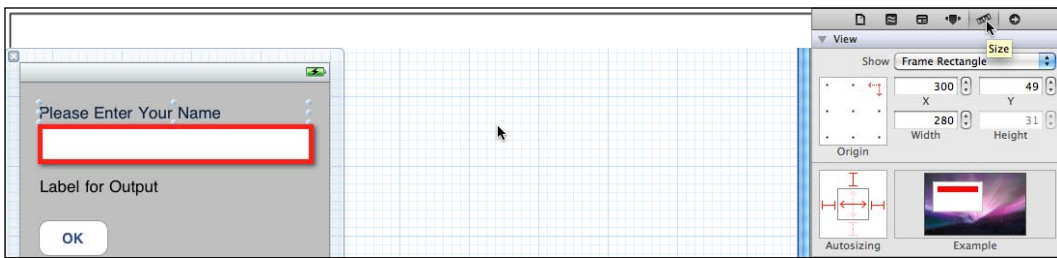 Size
View
Show Frame Rectangle
300 49
X Y
280 31
Width Height
Origin
Autosizing Example
Please Enter Your Name
Label for Output
OK